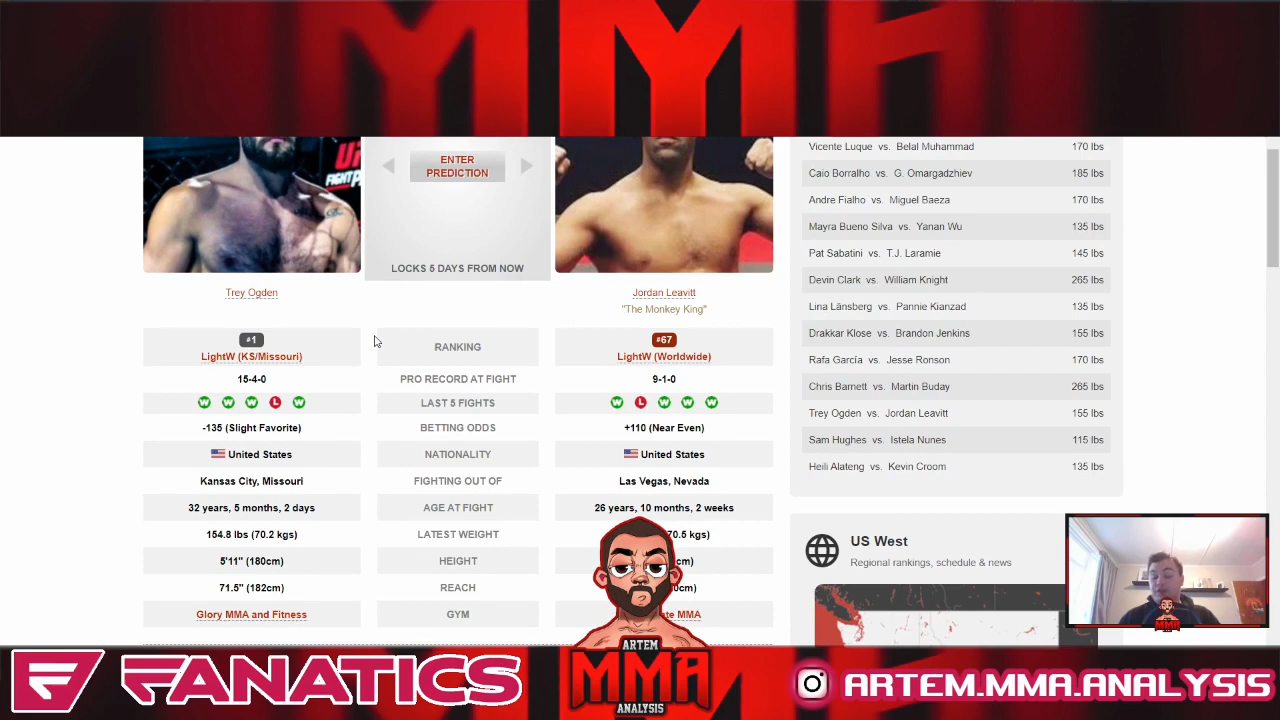 MMA
ENTER
PREDICTION
LOCKS 5 DAYS FROM NOW
Trey Ogden
Jordan Leavitt
"The Monkey King"
#1
RANKING
#67
LightW (KS/Missouri)
LightW (Worldwide)
15-4-0
PRO RECORD AT FIGHT
9-1-0
W W W L W
LAST 5 FIGHTS
W L W W W
-135 (Slight Favorite)
BETTING ODDS
+110 (Near Even)
United States
NATIONALITY
United States
Kansas City, Missouri
FIGHTING OUT OF
Las Vegas, Nevada
32 years, 5 months, 2 days
AGE AT FIGHT
26 years, 10 months, 2 weeks
154.8 lbs (70.2 kgs)
LATEST WEIGHT
70.5 kgs)
5'11" (180cm)
HEIGHT
cm)
71.5" (182cm)
REACH
0cm)
Glory MMA and Fitness
GYM
MMA
Vicente Luque vs. Belal Muhammad 170 lbs
Caio Borralho vs. G. Omargadzhiev 185 lbs
Andre Fialho vs. Miguel Baeza 170 lbs
Mayra Bueno Silva vs. Yanan Wu 135 lbs
Pat Sabatini vs. T.J. Laramie 145 lbs
Devin Clark vs. William Knight 265 lbs
Lina Länsberg vs. Pannie Kianzad 135 lbs
Drakkar Klose vs. Brandon Jenkins 155 lbs
Rafa García vs. Jesse Ronson 170 lbs
Chris Barnett vs. Martin Buday 265 lbs
Trey Ogden vs. Jordan Leavitt 155 lbs
Sam Hughes vs. Istela Nunes 115 lbs
Heili Alateng vs. Kevin Croom 135 lbs
US West
Regional rankings, schedule & news
MMA
FANATICS
ARTEM
MMA
ANALYSIS
ARTEM.MMA.ANALYSIS